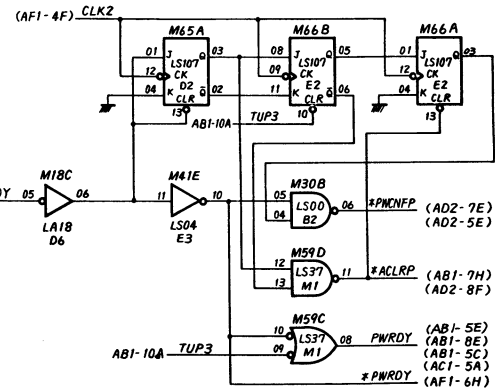 M65A M66B M66A
(AF1-4F) CLK2
01 J Q 03 08 J Q 05 01 J Q 03
LS107 LS107 LS107
12 CK 09 CK 06 12 CK
D2 E2 E2
04 K Q 02 11 K Q 04 K
CLR CLR CLR
13 AB1-10A TUP3 10 13
M18C M41E M30B
DY 05 06 11 10 05 LS00 06 *PWCNFP (AD2-7E)
LA18 LS04 04 B2 (AD2-5E)
D6 E3 M59D
12 LS37 11 *ACLRP (AB1-7H)
13 M1 (AD2-8F)
M59C
10 LS37 08 PWRDY (AB1-5E)
AB1-10A TUP3 09 M1 (AB1-8E)
(AB1-5C)
(AC1-5A)
*PWRDY (AF1-6H)